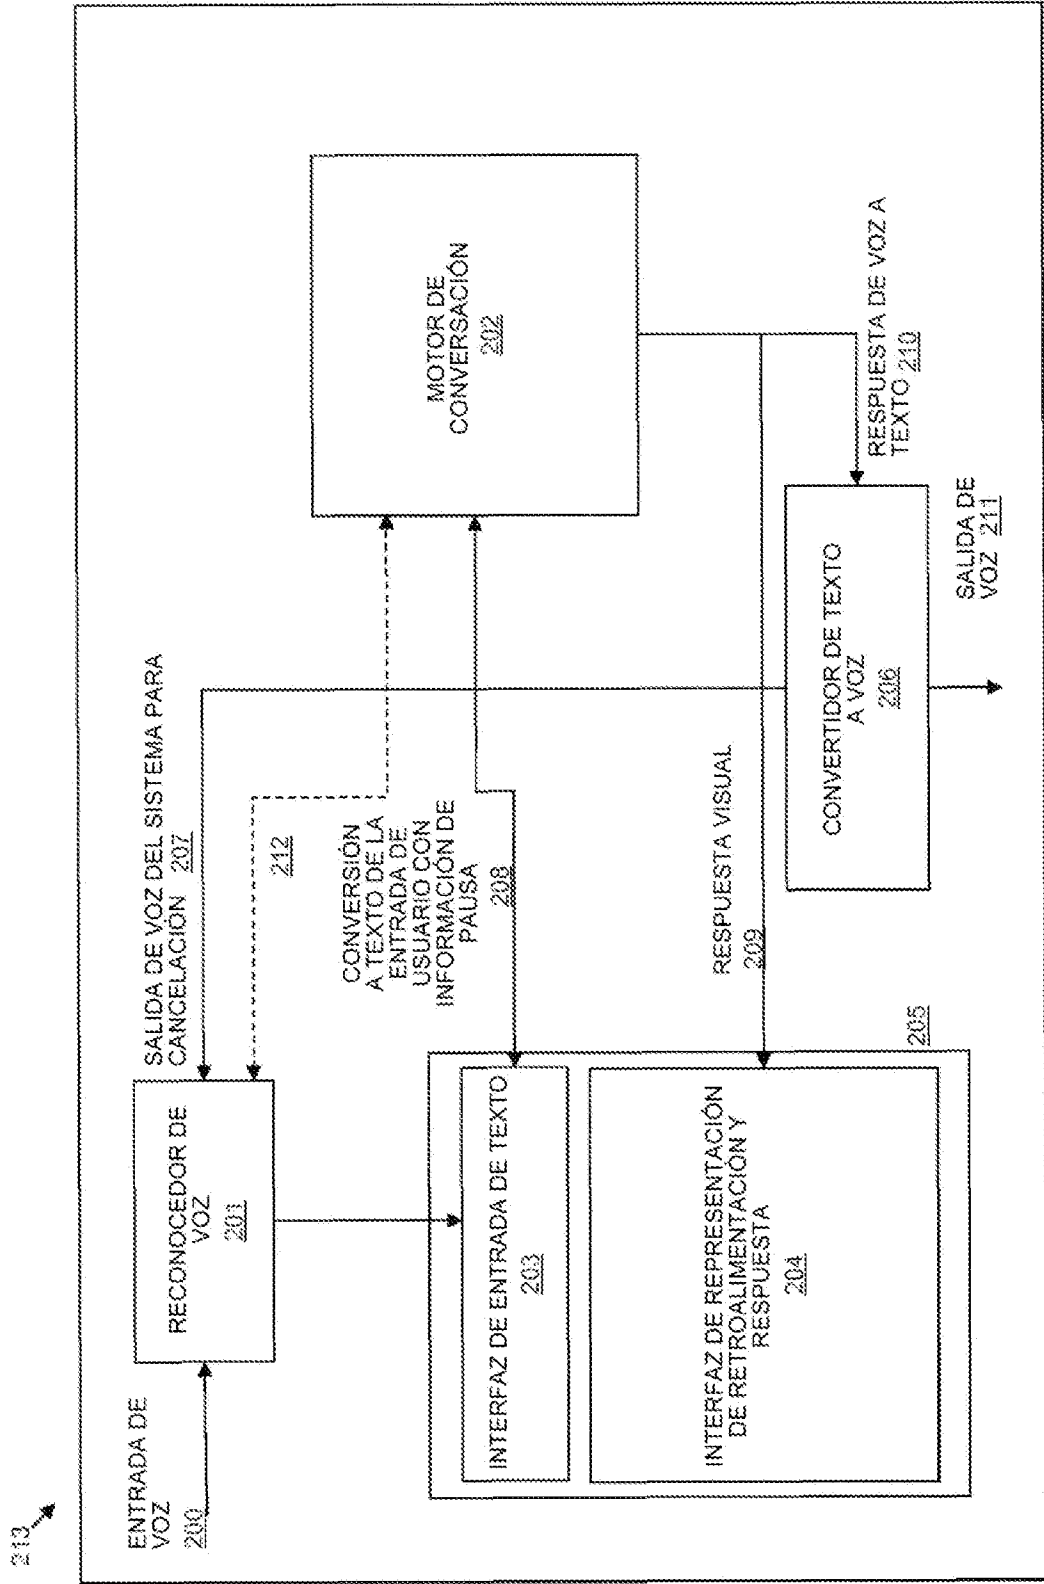 213
ENTRADA DE
VOZ
200
RECONOCEDOR DE
VOZ
201
SALIDA DE VOZ DEL SISTEMA PARA
CANCELACIÓN 207
212
CONVERSIÓN
A TEXTO DE LA
ENTRADA DE
USUARIO CON
INFORMACIÓN DE
PAUSA
208
MOTOR DE
CONVERSACIÓN
202
INTERFAZ DE ENTRADA DE TEXTO
203
INTERFAZ DE REPRESENTACIÓN
DE RETROALIMENTACIÓN Y
RESPUESTA
204
205
RESPUESTA VISUAL
209
CONVERTIDOR DE TEXTO
A VOZ
206
RESPUESTA DE VOZ A
TEXTO 210
SALIDA DE
VOZ 211